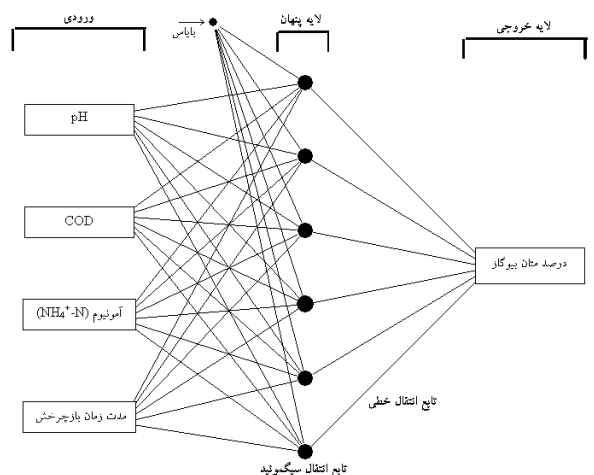 ورودی
لایه پنهان
لایه خروجی
بایاس
pH
COD
آمونیوم (NH4+-N)
مدت زمان بازچرخش
درصد متان بیوگاز
تابع انتقال خطی
تابع انتقال سیگموئید